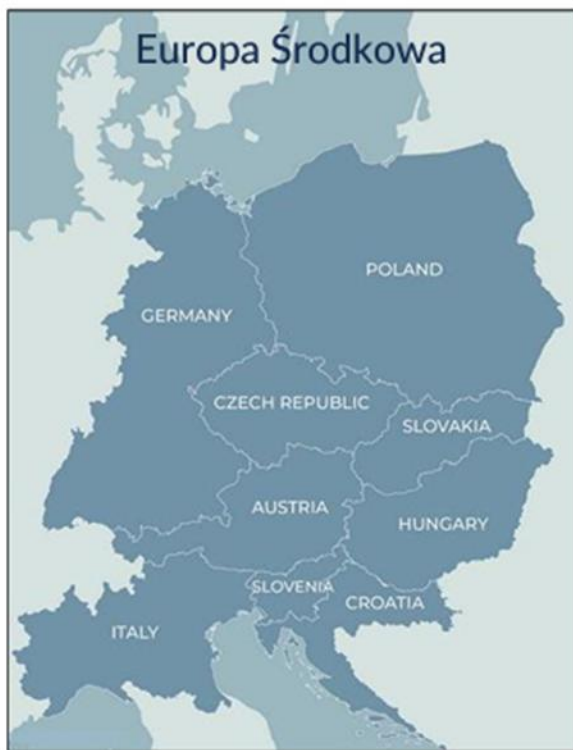 Europa Środkowa
POLAND
GERMANY
CZECH REPUBLIC
SLOVAKIA
AUSTRIA
HUNGARY
SLOVENIA
CROATIA
ITALY